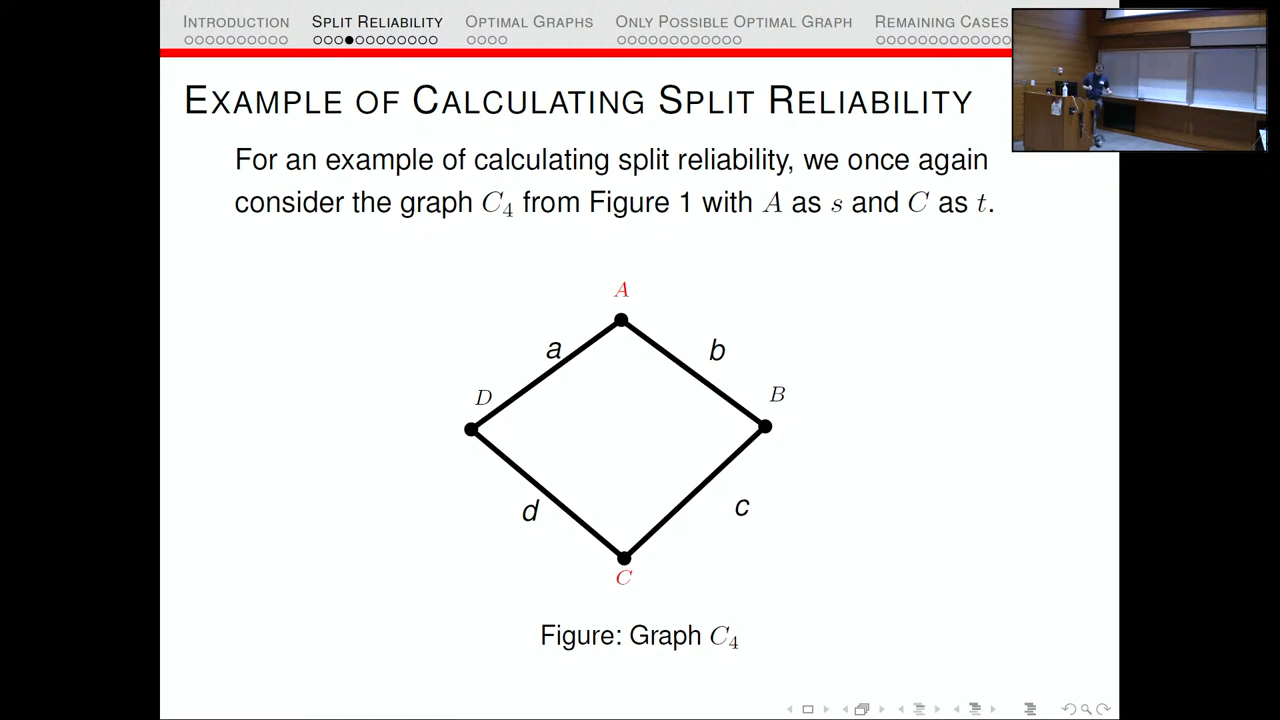 INTRODUCTION SPLIT RELIABILITY OPTIMAL GRAPHS ONLY POSSIBLE OPTIMAL GRAPH REMAINING CASES
EXAMPLE OF CALCULATING SPLIT RELIABILITY
For an example of calculating split reliability, we once again
consider the graph C₄ from Figure 1 with A as s and C as t.
A
a b
D B
d c
C
Figure: Graph C₄